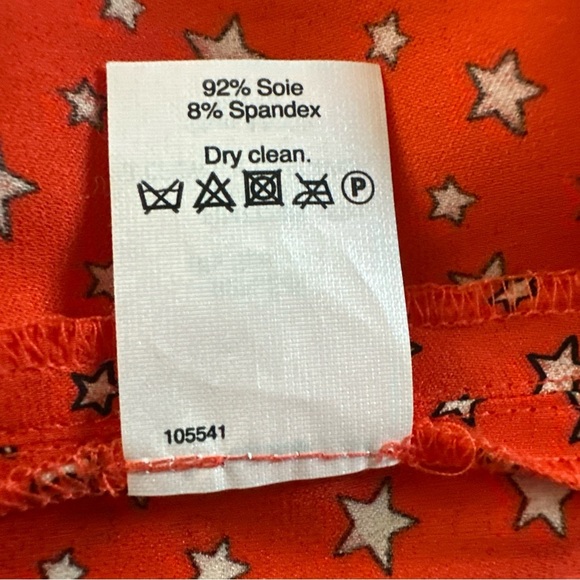 92% Soie
8% Spandex
Dry clean.
P
105541